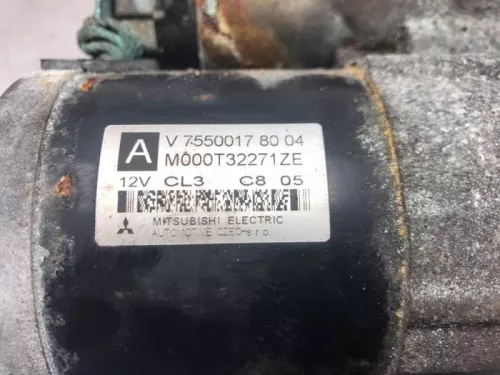 A
V 7550017 80 04
M000T32271ZE
12V CL3 C8 05
MITSUBISHI ELECTRIC
AUTOMOTIVE CZECH s.r.o.